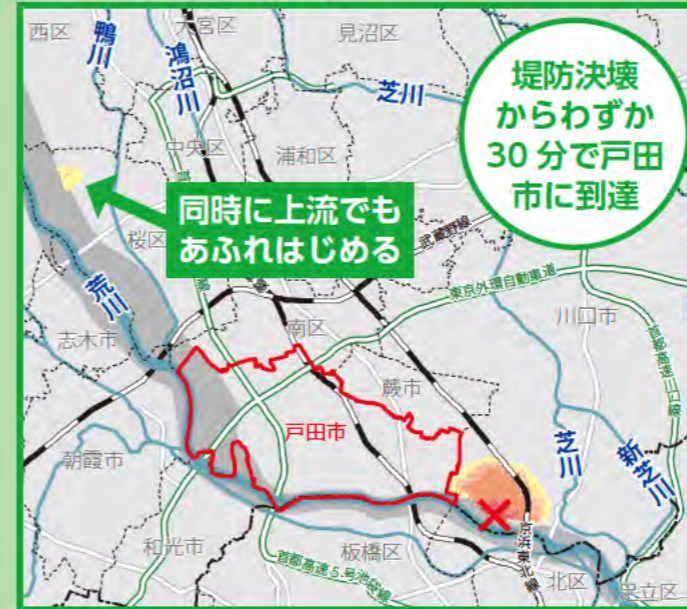 西区
鴨川
鴻沼川
大宮区
見沼区
芝川
堤防決壊
からわずか
30分で戸田
市に到達
中央区
浦和区
同時に上流でも
あふれはじめる
桜区
武蔵野線
東京外環自動車道
荒川
志木市
南区
川口市
首都高速川口線
蕨市
戸田市
朝霞市
芝川
新芝川
和光市
板橋区
京浜東北線
首都高速5号池袋線
北区
足立区